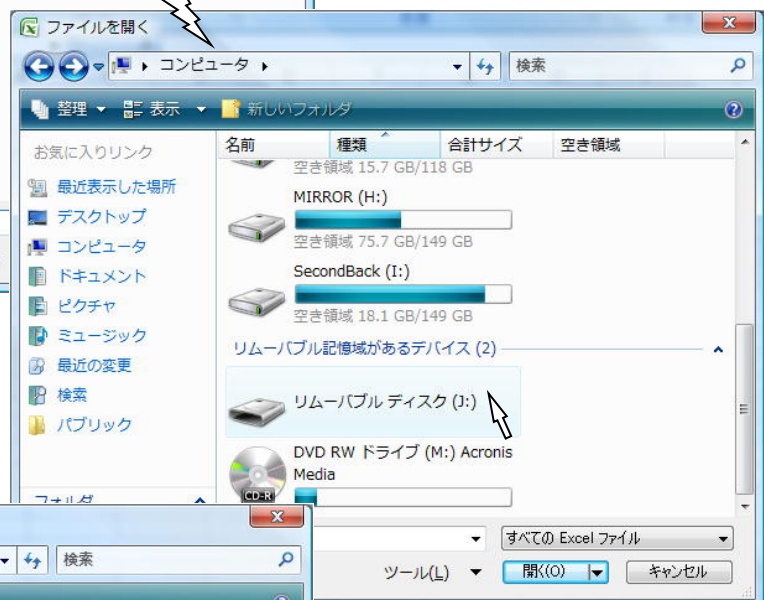 ファイルを開く
コンピュータ
検索
整理 表示 新しいフォルダ
お気に入りリンク
最近表示した場所
デスクトップ
コンピュータ
ドキュメント
ピクチャ
ミュージック
最近の変更
検索
パブリック
フォルダ
名前 種類 合計サイズ 空き領域
空き領域 15.7 GB/118 GB
MIRROR (H:)
空き領域 75.7 GB/149 GB
SecondBack (I:)
空き領域 18.1 GB/149 GB
リムーバブル記憶域があるデバイス (2)
リムーバブル ディスク (J:)
DVD RW ドライブ (M:) Acronis
Media
CD-R
すべての Excel ファイル
ツール(L) 開く(O) キャンセル
検索